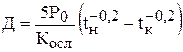 Д = 5P₀/Kосл (tн^−0,2 − tк^−0,2)